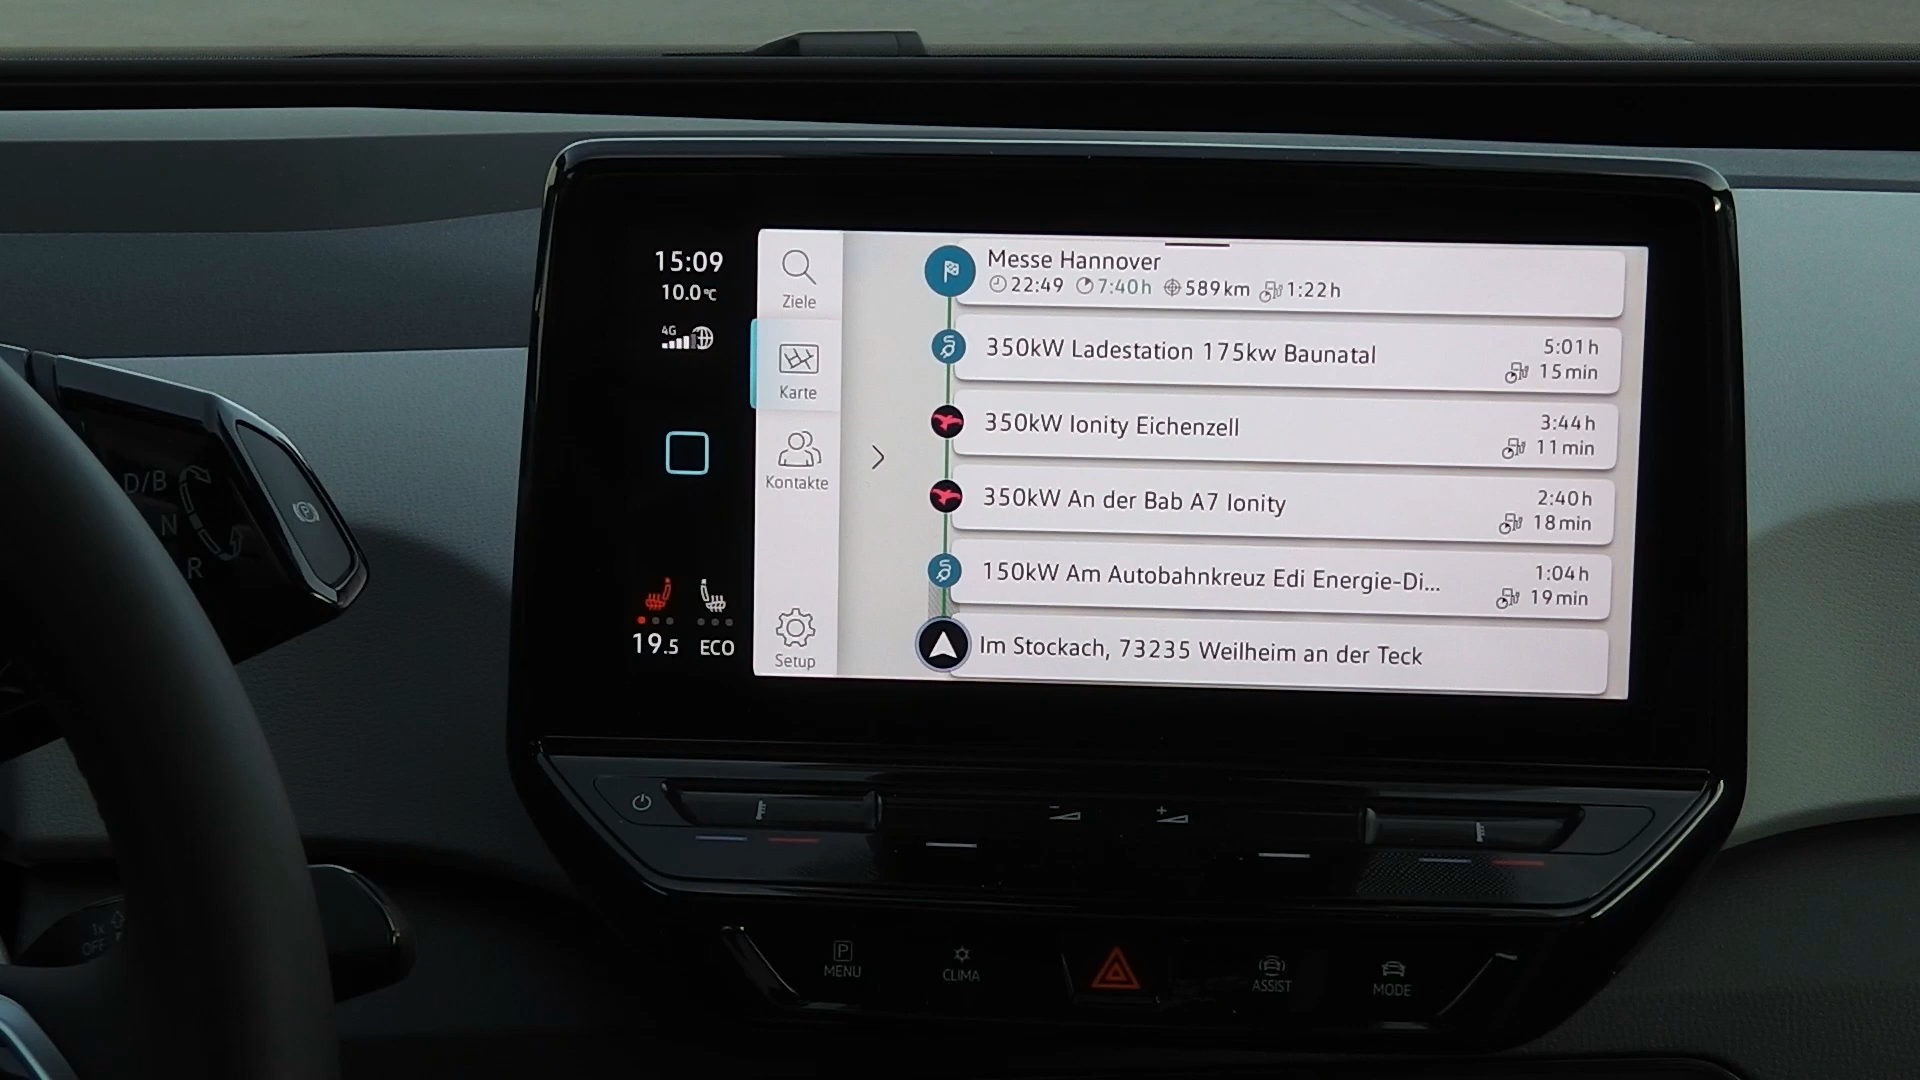 15:09
10.0°C
4G
19.5
ECO
Ziele
Karte
Kontakte
Setup
Messe Hannover
22:49 7:40h 589km 1:22h
350kW Ladestation 175kw Baunatal
5:01h
15min
350kW Ionity Eichenzell
3:44h
11min
350kW An der Bab A7 Ionity
2:40h
18min
150kW Am Autobahnkreuz Edi Energie-Di...
1:04h
19min
Im Stockach, 73235 Weilheim an der Teck
D/B
N
R
P
1x
OFF
P
MENU
CLIMA
ASSIST
MODE